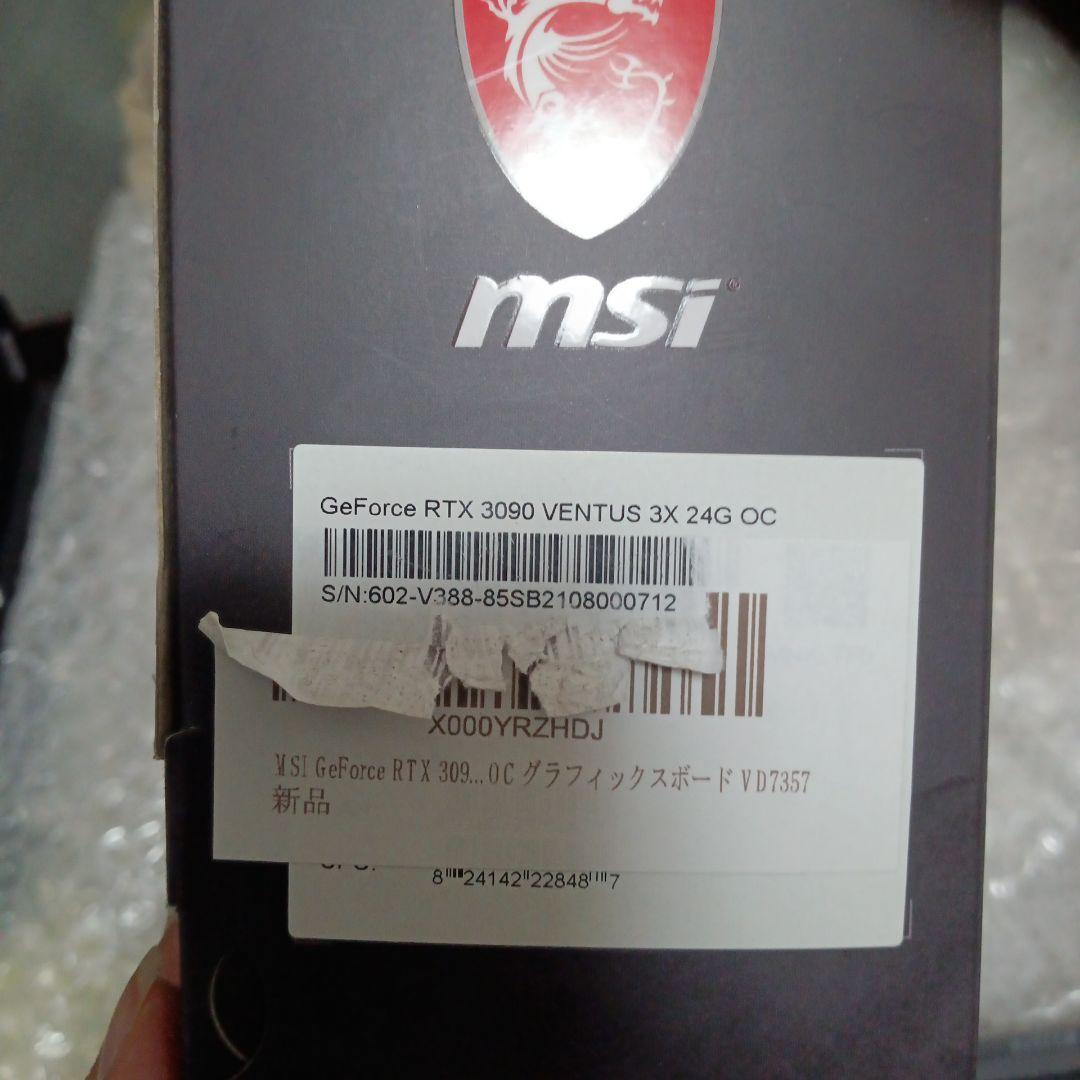 msi®
GeForce RTX 3090 VENTUS 3X 24G OC
S/N:602-V388-85SB2108000712
X000YRZHDJ
MSI GeForce RTX 309...OC グラフィックスボード VD7357
新品
8 24142 22848 7